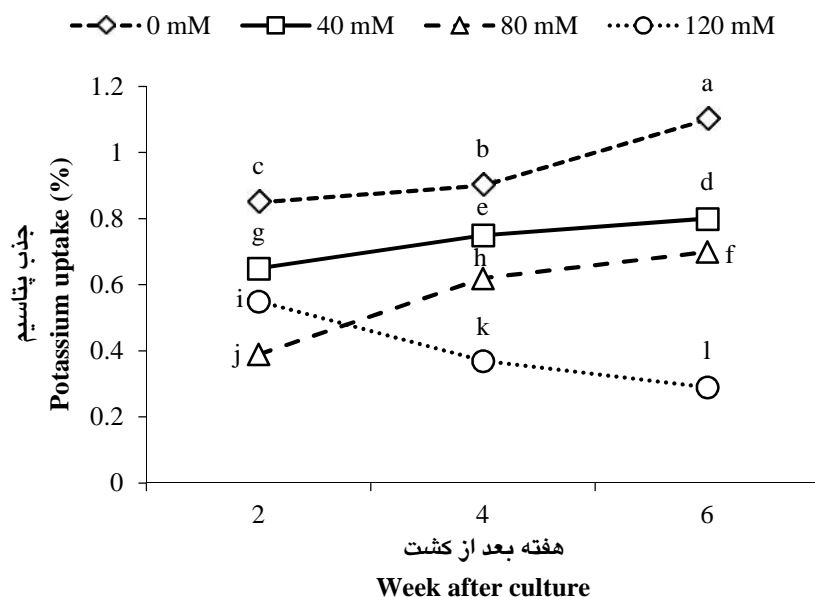 0 mM 40 mM 80 mM 120 mM
جذب پتاسیم
Potassium uptake (%)
1.2
1
0.8
0.6
0.4
0.2
0
a
b
c
d
e
g
h
f
i
j
k
l
2 4 6
هفته بعد از کشت
Week after culture